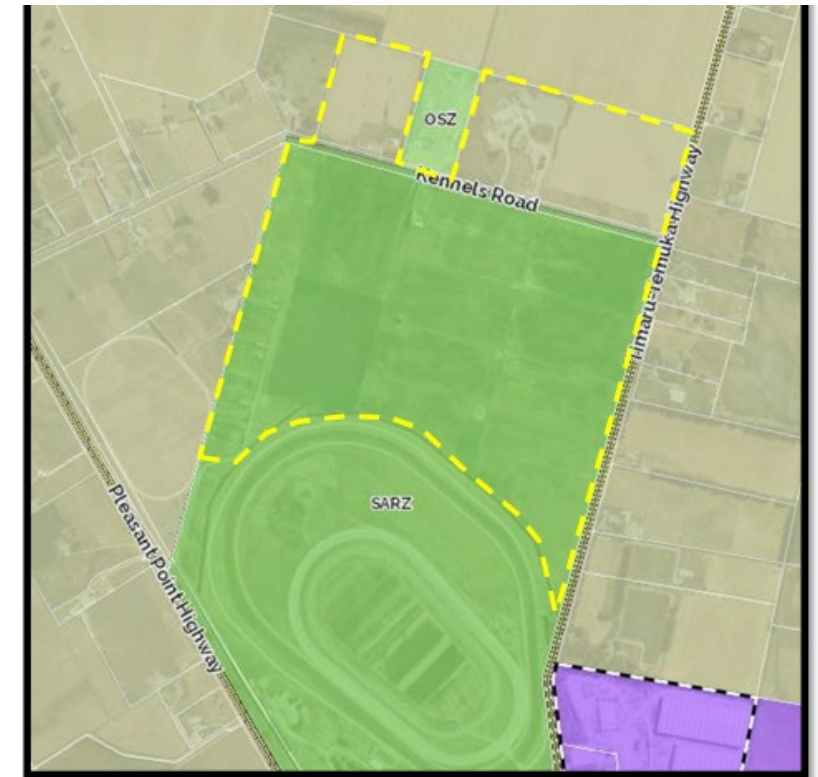 OSZ
Kennels Road
Timaru-Temuka Highway
SARZ
Pleasant Point Highway